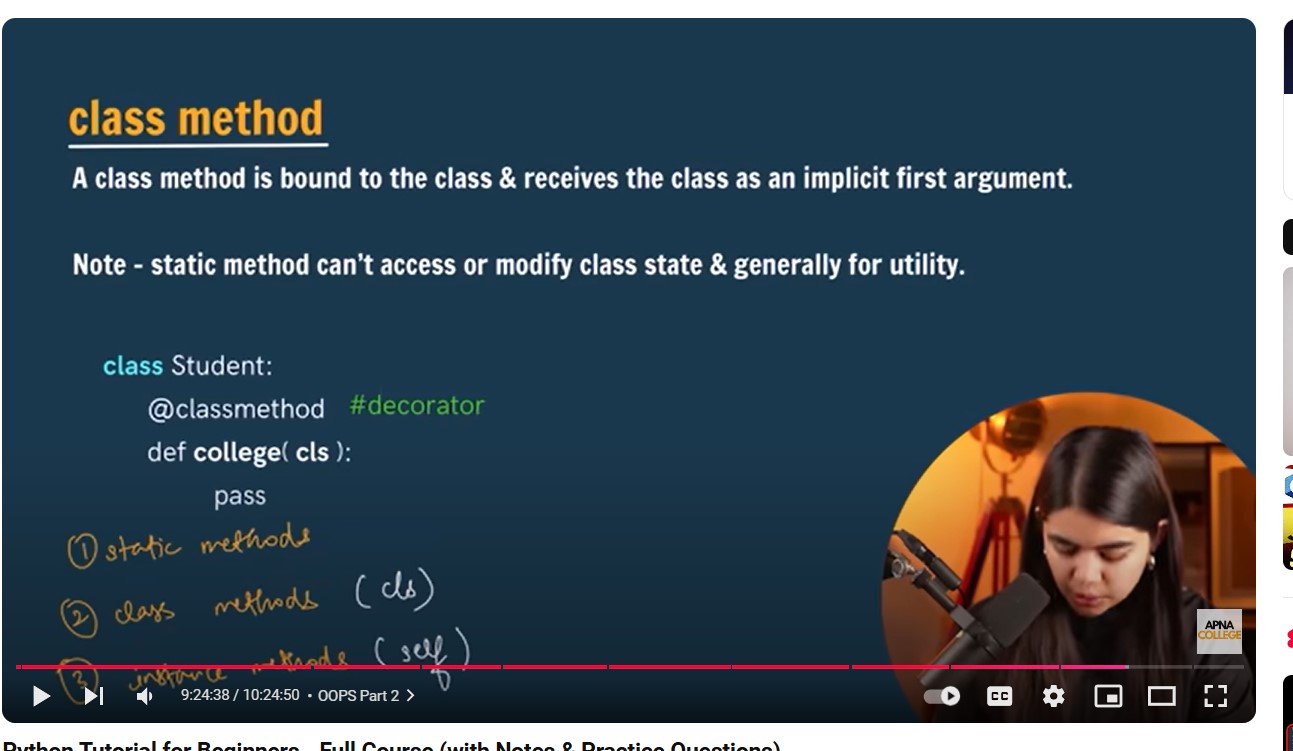 class method
A class method is bound to the class & receives the class as an implicit first argument.
Note - static method can't access or modify class state & generally for utility.
class Student:
@classmethod #decorator
def college( cls ):
pass
① static methods
② class methods (cls)
③ instance methods (self)
APNA
COLLEGE
9:24:38 / 10:24:50 • OOPS Part 2 >
CC
Python Tutorial for Beginners - Full Course (with Notes & Practice Questions)